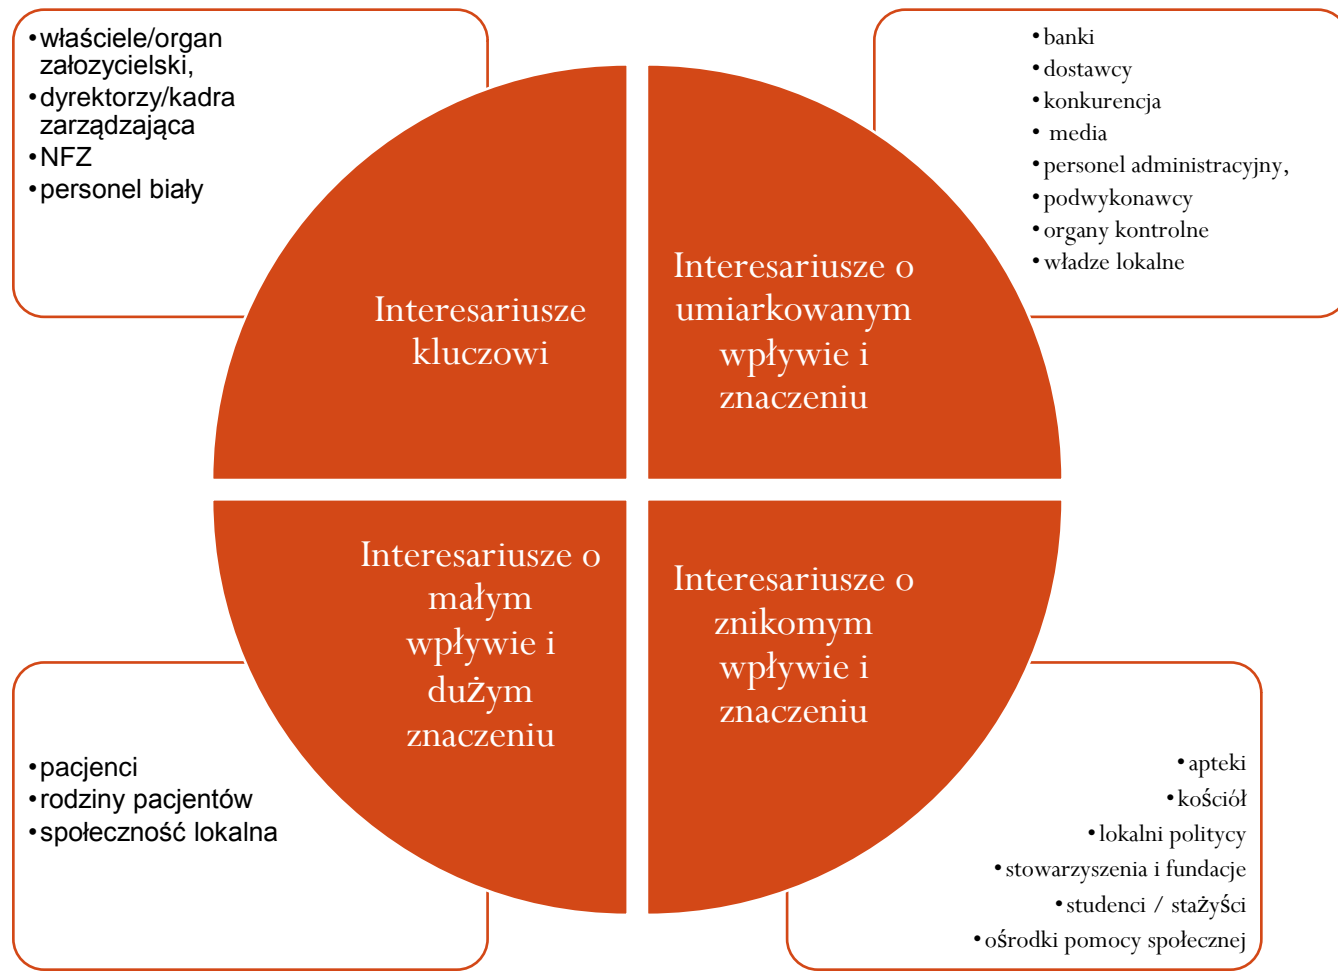 •właściele/organ
załozycielski,
•dyrektorzy/kadra
zarządzająca
•NFZ
•personel biały
•banki
•dostawcy
•konkurencja
• media
•personel administracyjny,
•podwykonawcy
•organy kontrolne
•władze lokalne
Interesariusze
kluczowi
Interesariusze o
umiarkowanym
wpływie i
znaczeniu
Interesariusze o
małym
wpływie i
dużym
znaczeniu
Interesariusze o
znikomym
wpływie i
znaczeniu
•pacjenci
•rodziny pacjentów
•społeczność lokalna
•apteki
•kościół
•lokalni politycy
•stowarzyszenia i fundacje
•studenci / stażyści
•ośrodki pomocy społecznej